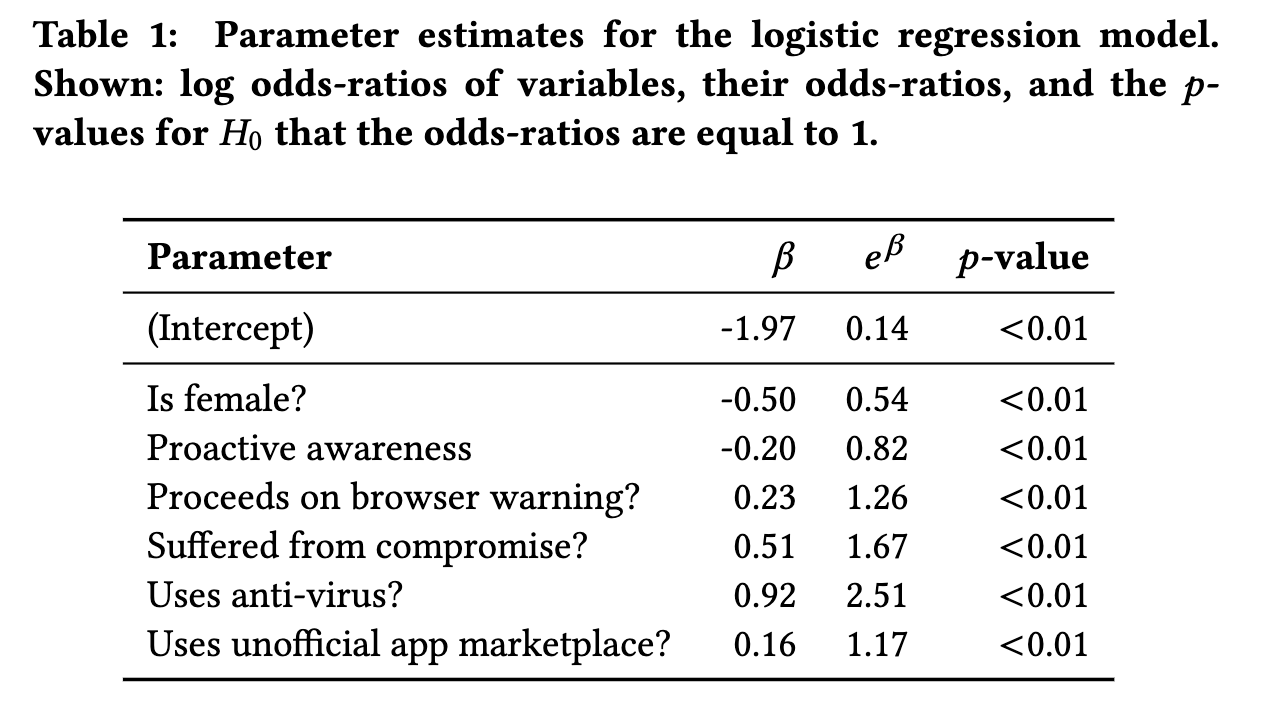 Table 1: Parameter estimates for the logistic regression model.
Shown: log odds-ratios of variables, their odds-ratios, and the p-
values for H₀ that the odds-ratios are equal to 1.
Parameter β e^β p-value
(Intercept) -1.97 0.14 <0.01
Is female? -0.50 0.54 <0.01
Proactive awareness -0.20 0.82 <0.01
Proceeds on browser warning? 0.23 1.26 <0.01
Suffered from compromise? 0.51 1.67 <0.01
Uses anti-virus? 0.92 2.51 <0.01
Uses unofficial app marketplace? 0.16 1.17 <0.01